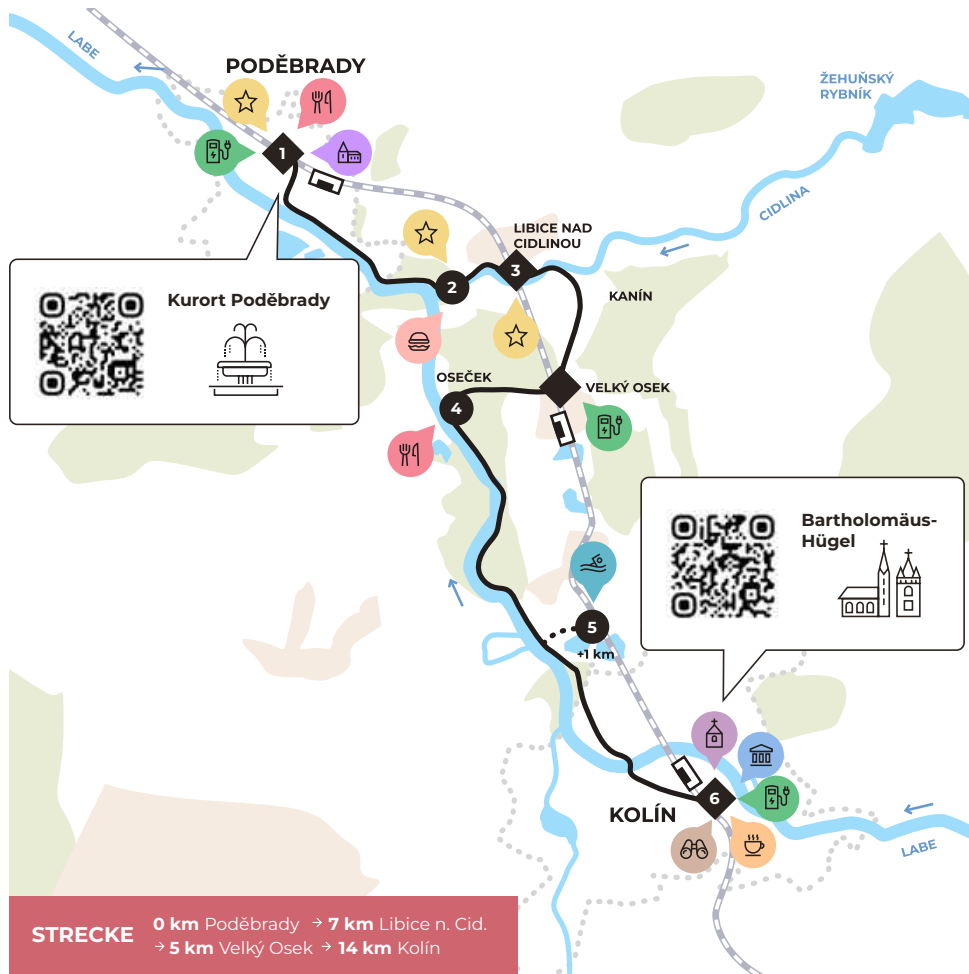 LABE
PODĚBRADY
ŽEHUŇSKÝ
RYBNÍK
1
CIDLINA
LIBICE NAD
CIDLINOU
2
3
KANÍN
Kurort Poděbrady
OSEČEK
VELKÝ OSEK
4
Bartholomäus-
Hügel
5
+1 km
6
KOLÍN
LABE
STRECKE
0 km Poděbrady → 7 km Libice n. Cid.
→ 5 km Velký Osek → 14 km Kolín